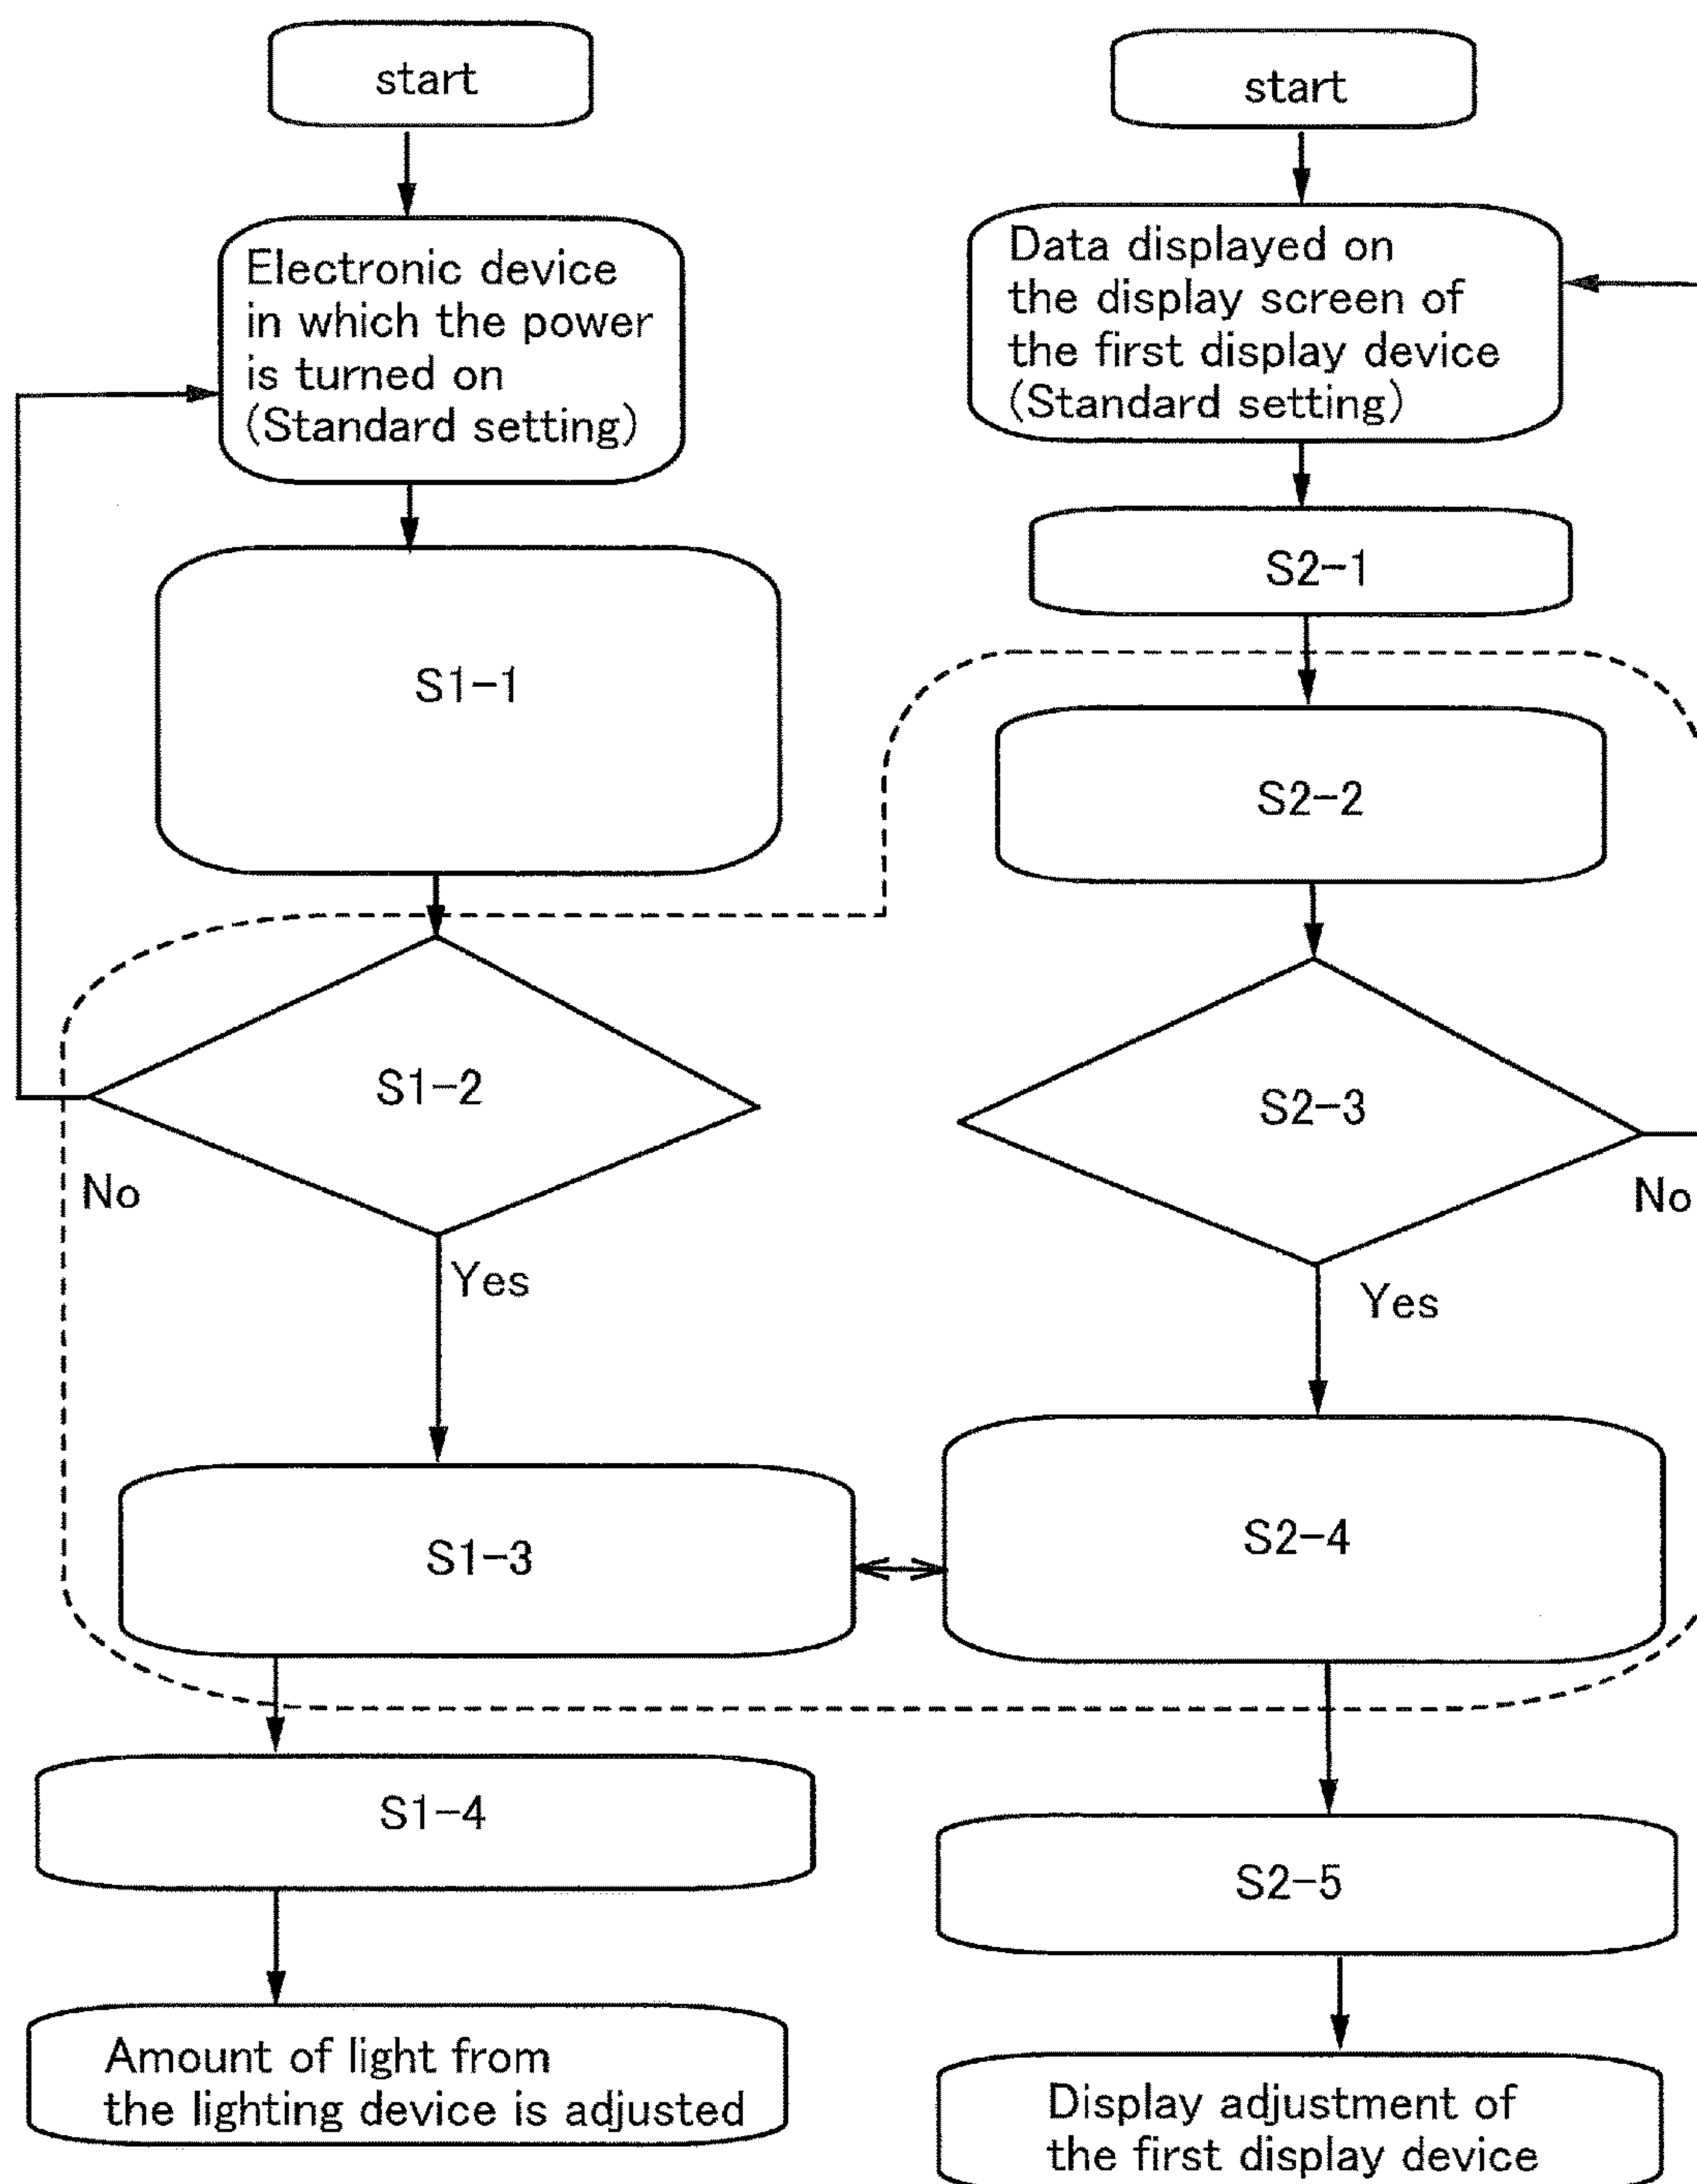 start
Electronic device
in which the power
is turned on
(Standard setting)
S1-1
S1-2
No
Yes
S1-3
S1-4
Amount of light from
the lighting device is adjusted
start
Data displayed on
the display screen of
the first display device
(Standard setting)
S2-1
S2-2
S2-3
No
Yes
S2-4
S2-5
Display adjustment of
the first display device